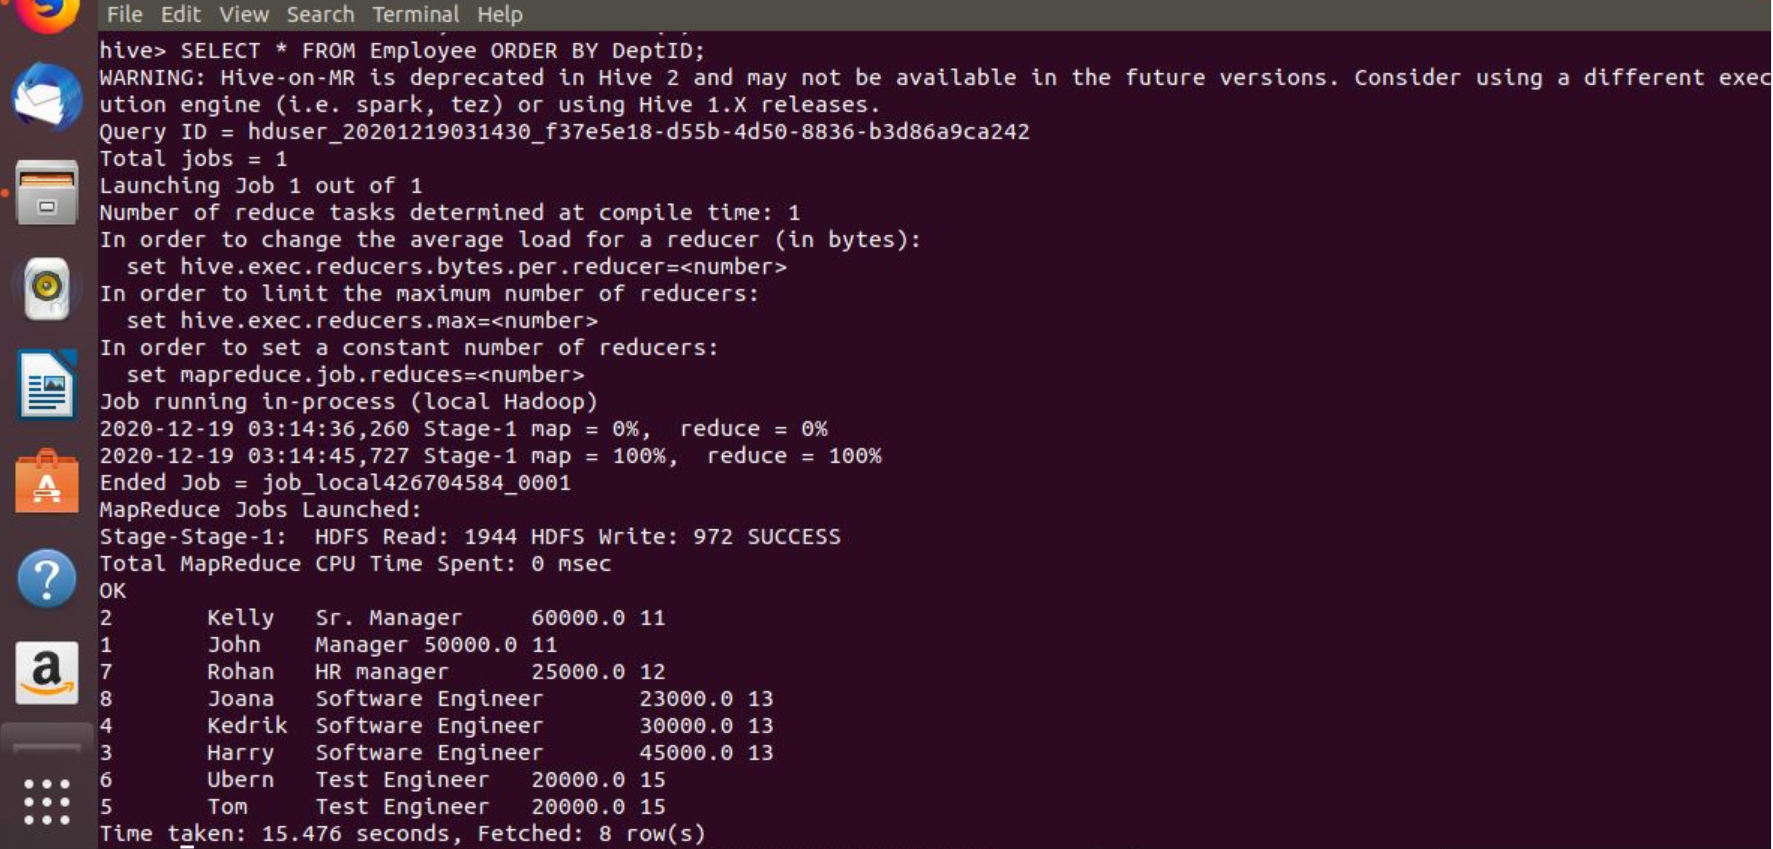 File Edit View Search Terminal Help
hive> SELECT * FROM Employee ORDER BY DeptID;
WARNING: Hive-on-MR is deprecated in Hive 2 and may not be available in the future versions. Consider using a different exec
ution engine (i.e. spark, tez) or using Hive 1.X releases.
Query ID = hduser_20201219031430_f37e5e18-d55b-4d50-8836-b3d86a9ca242
Total jobs = 1
Launching Job 1 out of 1
Number of reduce tasks determined at compile time: 1
In order to change the average load for a reducer (in bytes):
  set hive.exec.reducers.bytes.per.reducer=<number>
In order to limit the maximum number of reducers:
  set hive.exec.reducers.max=<number>
In order to set a constant number of reducers:
  set mapreduce.job.reduces=<number>
Job running in-process (local Hadoop)
2020-12-19 03:14:36,260 Stage-1 map = 0%,  reduce = 0%
2020-12-19 03:14:45,727 Stage-1 map = 100%,  reduce = 100%
Ended Job = job_local426704584_0001
MapReduce Jobs Launched:
Stage-Stage-1:  HDFS Read: 1944 HDFS Write: 972 SUCCESS
Total MapReduce CPU Time Spent: 0 msec
OK
2       Kelly   Sr. Manager     60000.0 11
1       John    Manager 50000.0 11
7       Rohan   HR manager      25000.0 12
8       Joana   Software Engineer       23000.0 13
4       Kedrik  Software Engineer       30000.0 13
3       Harry   Software Engineer       45000.0 13
6       Ubern   Test Engineer   20000.0 15
5       Tom     Test Engineer   20000.0 15
Time taken: 15.476 seconds, Fetched: 8 row(s)